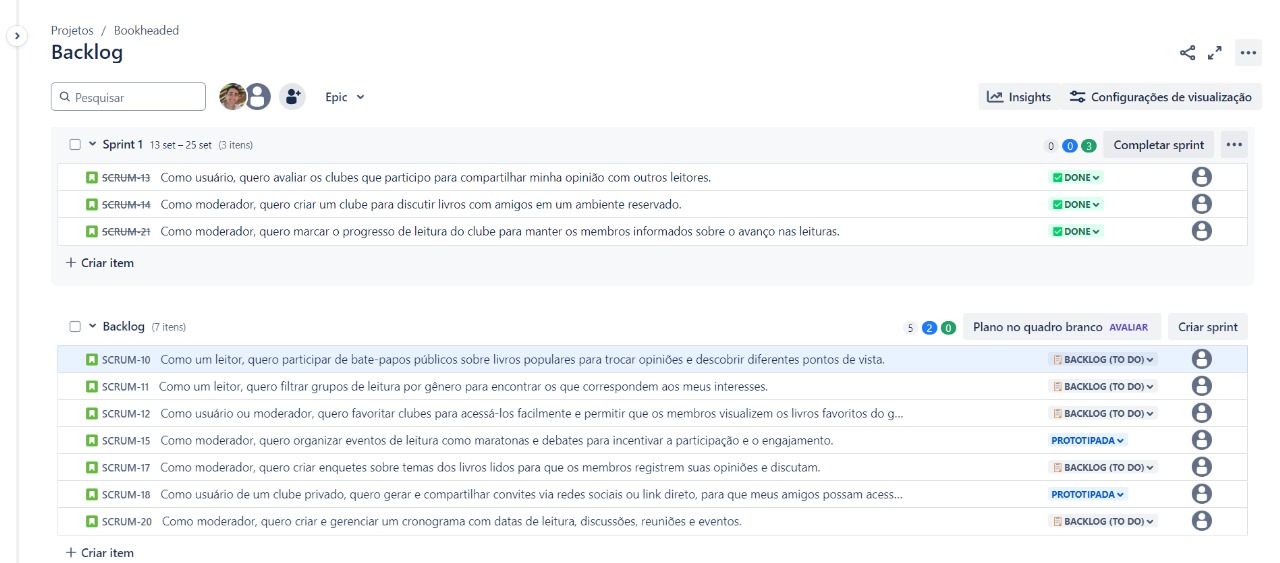 Projetos / Bookheaded
Backlog
Pesquisar
Epic
Insights
Configurações de visualização
Sprint 1 13 set – 25 set (3 itens) 0 0 3 Completar sprint
SCRUM-13 Como usuário, quero avaliar os clubes que participo para compartilhar minha opinião com outros leitores. DONE
SCRUM-14 Como moderador, quero criar um clube para discutir livros com amigos em um ambiente reservado. DONE
SCRUM-21 Como moderador, quero marcar o progresso de leitura do clube para manter os membros informados sobre o avanço nas leituras. DONE
+ Criar item
Backlog (7 itens) 5 2 0 Plano no quadro branco AVALIAR Criar sprint
SCRUM-10 Como um leitor, quero participar de bate-papos públicos sobre livros populares para trocar opiniões e descobrir diferentes pontos de vista. BACKLOG (TO DO)
SCRUM-11 Como um leitor, quero filtrar grupos de leitura por gênero para encontrar os que correspondem aos meus interesses. BACKLOG (TO DO)
SCRUM-12 Como usuário ou moderador, quero favoritar clubes para acessá-los facilmente e permitir que os membros visualizem os livros favoritos do g... BACKLOG (TO DO)
SCRUM-15 Como moderador, quero organizar eventos de leitura como maratonas e debates para incentivar a participação e o engajamento. PROTOTIPADA
SCRUM-17 Como moderador, quero criar enquetes sobre temas dos livros lidos para que os membros registrem suas opiniões e discutam. BACKLOG (TO DO)
SCRUM-18 Como usuário de um clube privado, quero gerar e compartilhar convites via redes sociais ou link direto, para que meus amigos possam acess... PROTOTIPADA
SCRUM-20 Como moderador, quero criar e gerenciar um cronograma com datas de leitura, discussões, reuniões e eventos. BACKLOG (TO DO)
+ Criar item